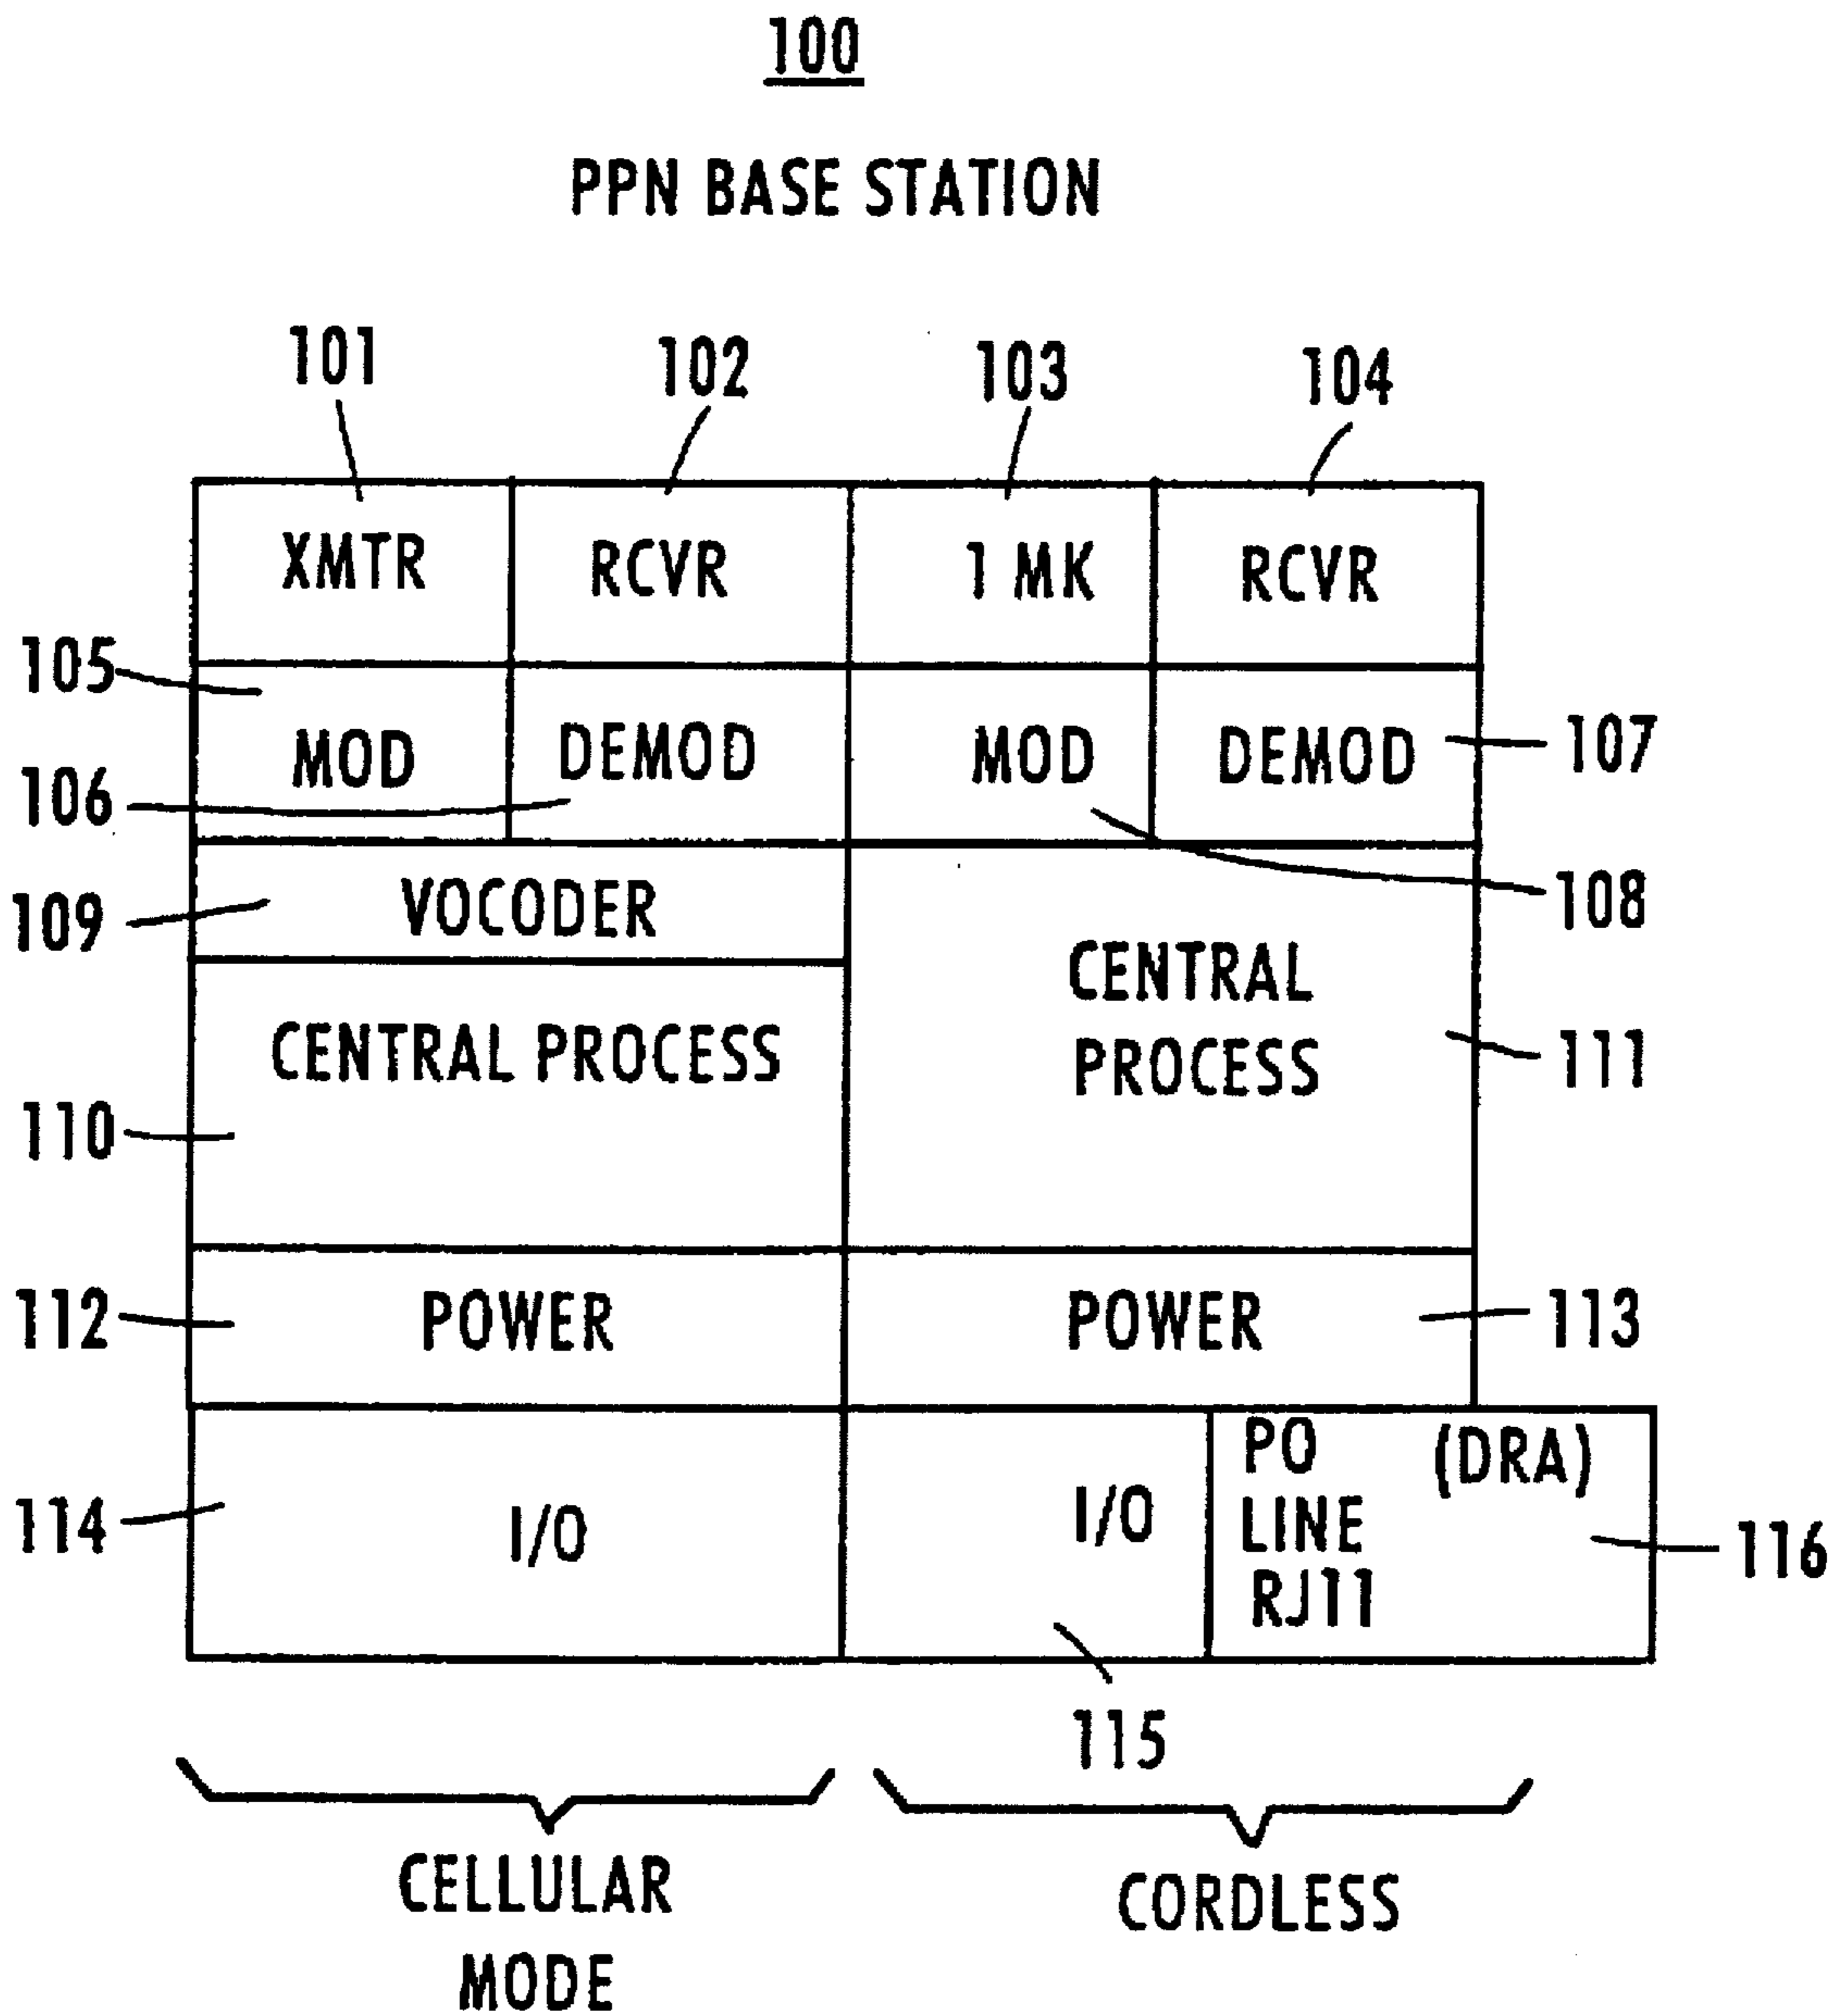 100
PPN BASE STATION
101
102
103
104
XMTR
RCVR
1 MK
RCVR
105
MOD
DEMOD
MOD
DEMOD
107
106
109
VOCODER
108
CENTRAL PROCESS
CENTRAL
PROCESS
111
110
112
POWER
POWER
113
114
I/O
I/O
PO (DRA)
LINE
RJ11
116
115
CELLULAR
MODE
CORDLESS